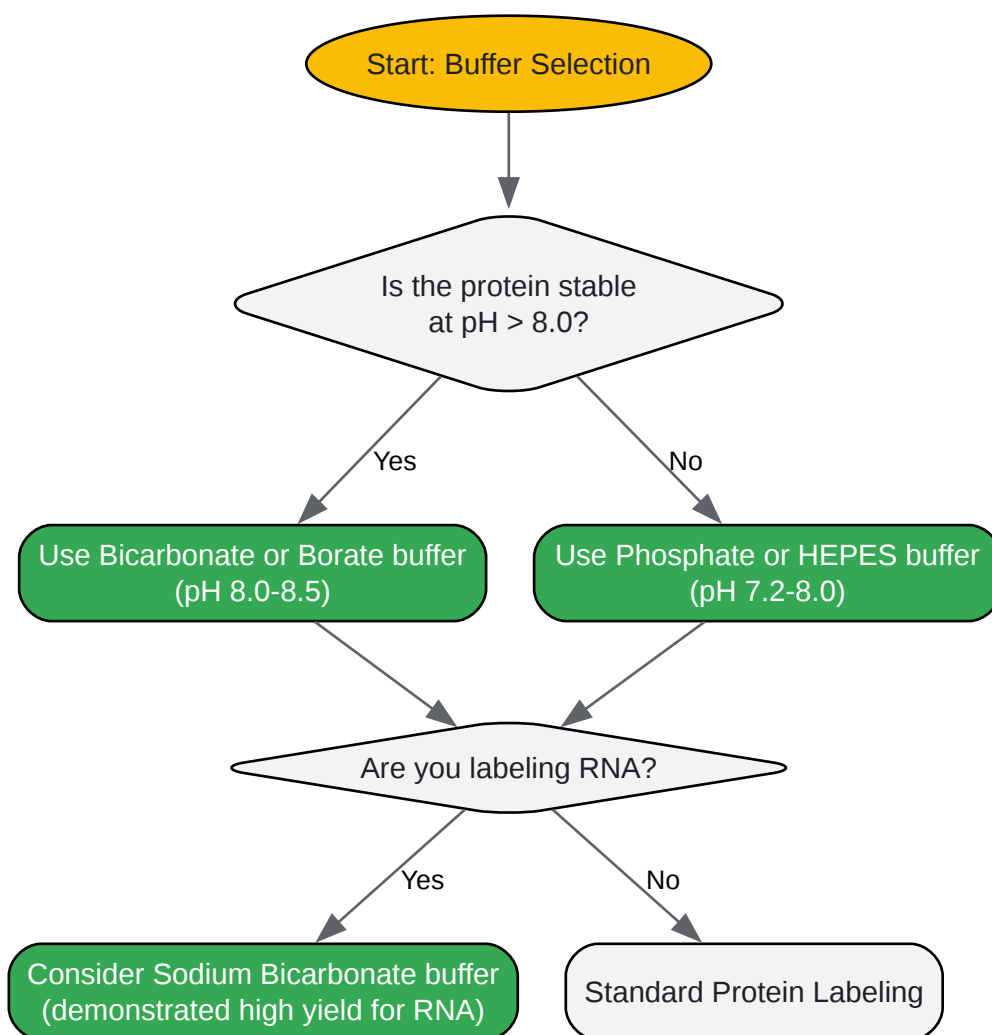 Start: Buffer Selection
Is the protein stable
at pH > 8.0?
Yes
No
Use Bicarbonate or Borate buffer
(pH 8.0-8.5)
Use Phosphate or HEPES buffer
(pH 7.2-8.0)
Are you labeling RNA?
Yes
No
Consider Sodium Bicarbonate buffer
(demonstrated high yield for RNA)
Standard Protein Labeling